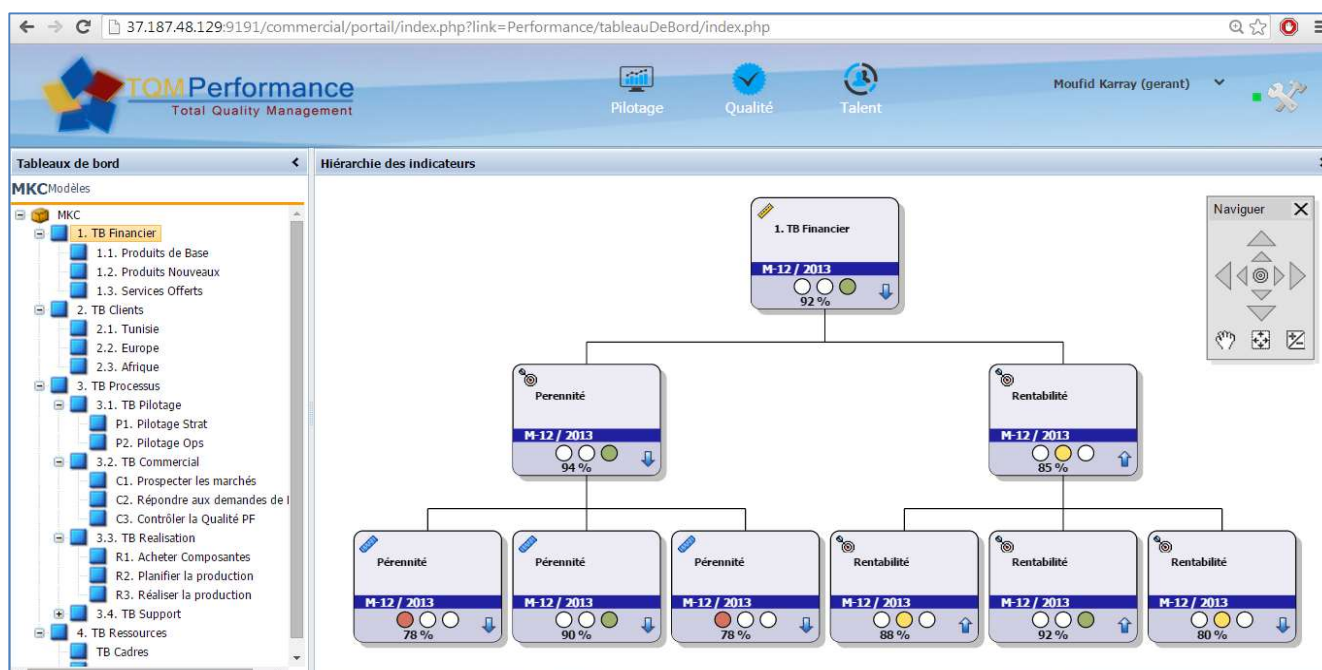 37.187.48.129:9191/commercial/portail/index.php?link=Performance/tableauDeBord/index.php
TQMPerformance
Total Quality Management
Pilotage
Qualité
Talent
Moufid Karray (gerant)
Tableaux de bord
Hiérarchie des indicateurs
MKC Modèles
MKC
1. TB Financier
1.1. Produits de Base
1.2. Produits Nouveaux
1.3. Services Offerts
2. TB Clients
2.1. Tunisie
2.2. Europe
2.3. Afrique
3. TB Processus
3.1. TB Pilotage
P1. Pilotage Strat
P2. Pilotage Ops
3.2. TB Commercial
C1. Prospecter les marchés
C2. Répondre aux demandes de
C3. Contrôler la Qualité PF
3.3. TB Realisation
R1. Acheter Composantes
R2. Planifier la production
R3. Réaliser la production
3.4. TB Support
4. TB Ressources
TB Cadres
1. TB Financier
M-12 / 2013
92 %
Naviguer
Perennité
M-12 / 2013
94 %
Rentabilité
M-12 / 2013
85 %
Pérennité
M-12 / 2013
78 %
Pérennité
M-12 / 2013
90 %
Pérennité
M-12 / 2013
78 %
Rentabilité
M-12 / 2013
88 %
Rentabilité
M-12 / 2013
92 %
Rentabilité
M-12 / 2013
80 %